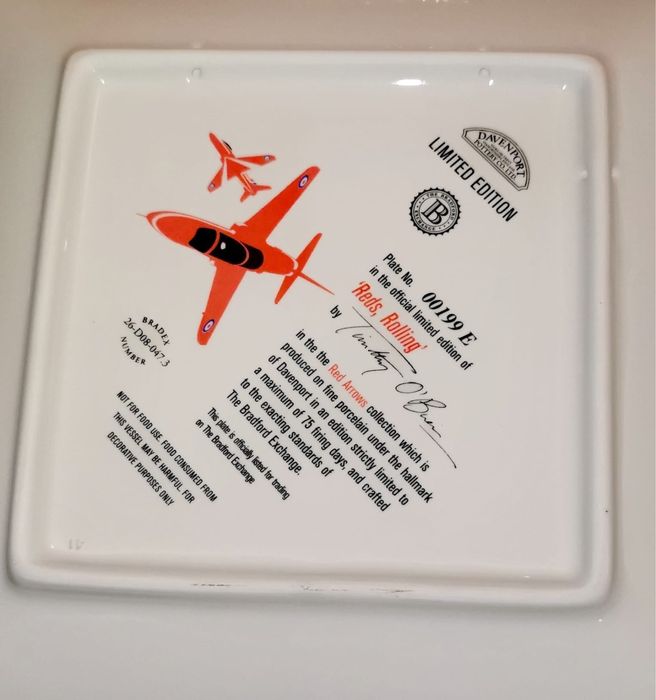 DAVENPORT
POTTERY CO LTD.
LIMITED EDITION
THE BRADFORD
B
EXCHANGE
Plate No. 00199 E
in the official limited edition of
'Reds, Rolling'
by Timothy O'Brien
in the the Red Arrows collection which is
produced on fine porcelain under the hallmark
of Davenport in an edition strictly limited to
a maximum of 75 firing days, and crafted
to the exacting standards of
The Bradford Exchange.
This plate is officially listed for trading
on The Bradford Exchange.
BRADEX
26-D08-047.3
NUMBER
NOT FOR FOOD USE. FOOD CONSUMED FROM
THIS VESSEL MAY BE HARMFUL. FOR
DECORATIVE PURPOSES ONLY